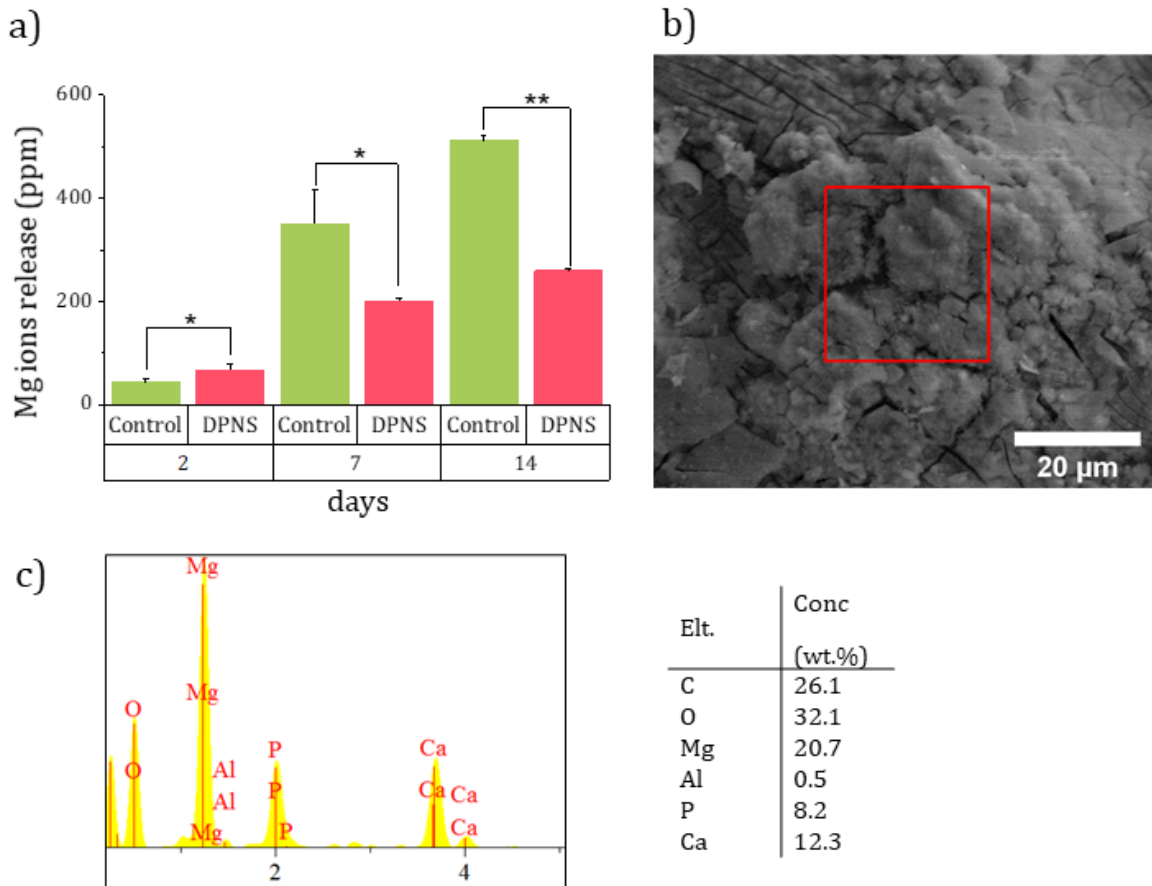 a)
Mg ions release (ppm)
600
400
200
0
*
*
**
Control DPNS Control DPNS Control DPNS
2 7 14
days
b)
20 µm
c)
Mg
Mg
O
O
Al
Al
Mg
P
P
P
Ca
Ca Ca
Ca
2 4
Elt. Conc
(wt.%)
C 26.1
O 32.1
Mg 20.7
Al 0.5
P 8.2
Ca 12.3